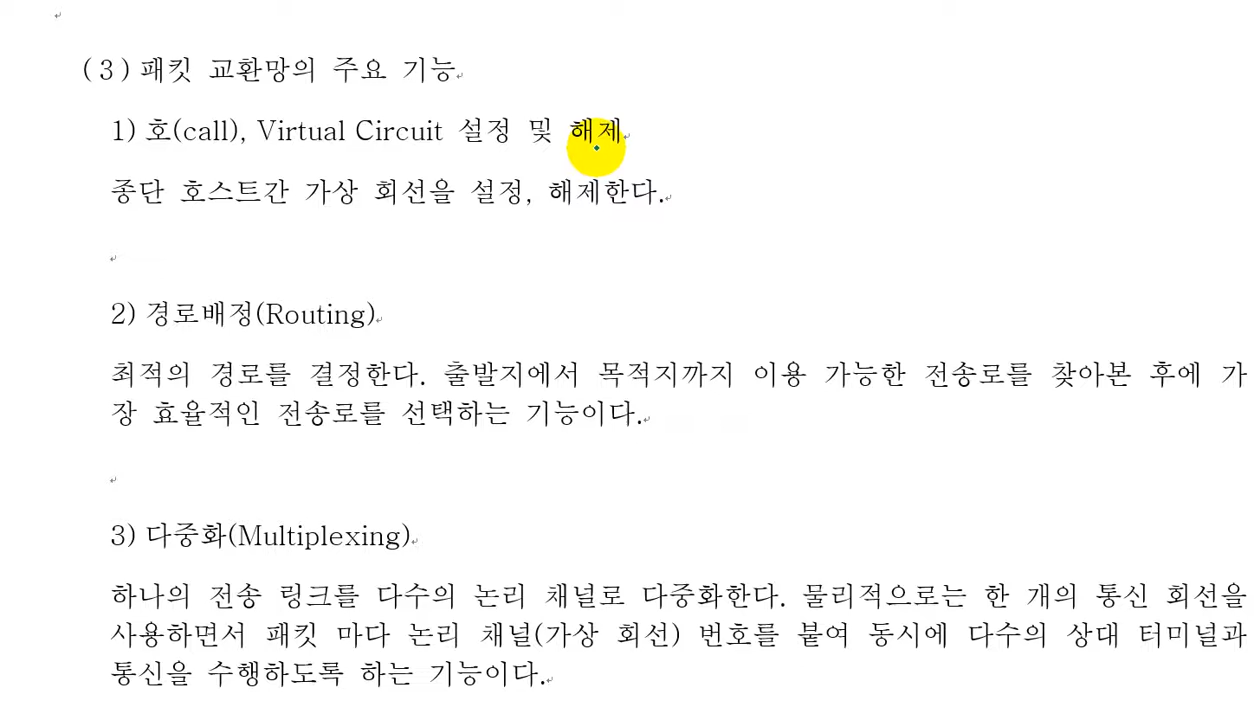 (3) 패킷 교환망의 주요 기능
1) 호(call), Virtual Circuit 설정 및 해제
종단 호스트간 가상 회선을 설정, 해제한다.
2) 경로배정(Routing)
최적의 경로를 결정한다. 출발지에서 목적지까지 이용 가능한 전송로를 찾아본 후에 가
장 효율적인 전송로를 선택하는 기능이다.
3) 다중화(Multiplexing)
하나의 전송 링크를 다수의 논리 채널로 다중화한다. 물리적으로는 한 개의 통신 회선을
사용하면서 패킷 마다 논리 채널(가상 회선) 번호를 붙여 동시에 다수의 상대 터미널과
통신을 수행하도록 하는 기능이다.